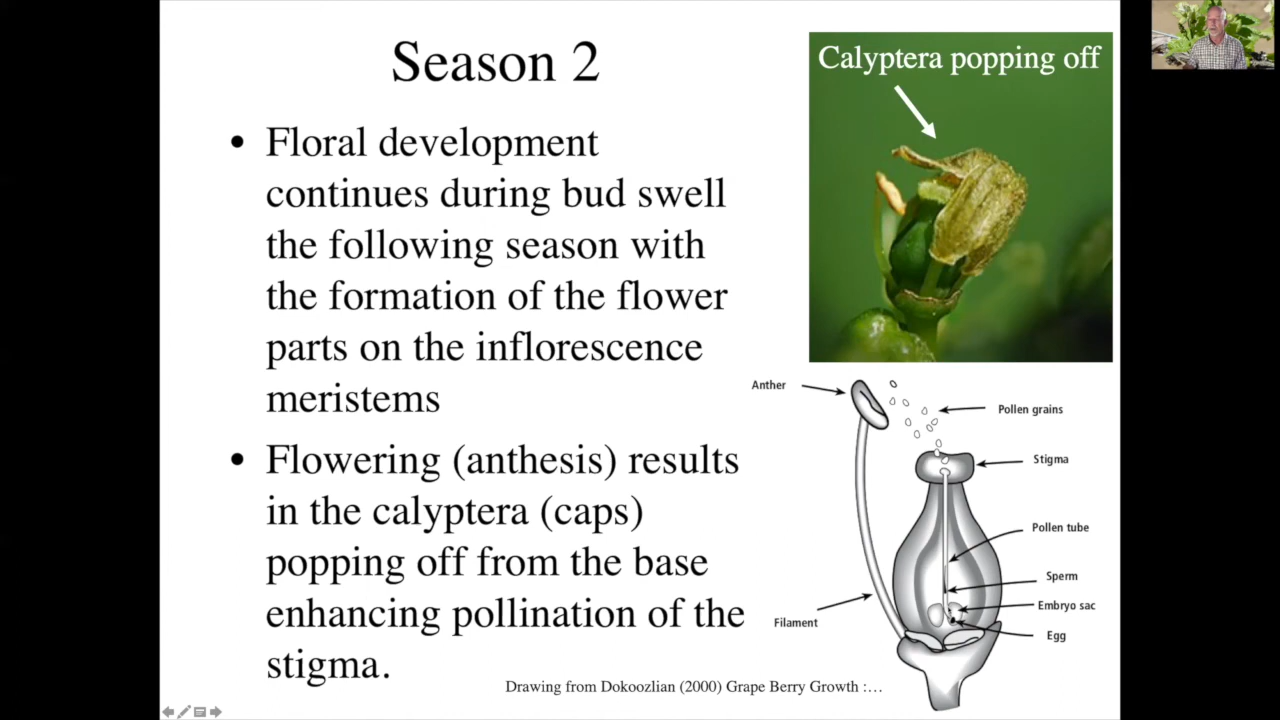 Season 2
• Floral development
continues during bud swell
the following season with
the formation of the flower
parts on the inflorescence
meristems
• Flowering (anthesis) results
in the calyptera (caps)
popping off from the base
enhancing pollination of the
stigma.
Calyptera popping off
Anther
Pollen grains
Stigma
Pollen tube
Sperm
Embryo sac
Egg
Filament
Drawing from Dokoozlian (2000) Grape Berry Growth :…